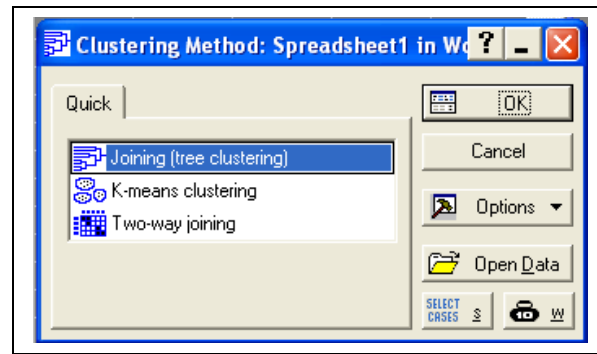 Clustering Method: Spreadsheet1 in Wo
?
Quick
OK
Joining (tree clustering)
Cancel
K-means clustering
Two-way joining
Options
Open Data
SELECT CASES S
W